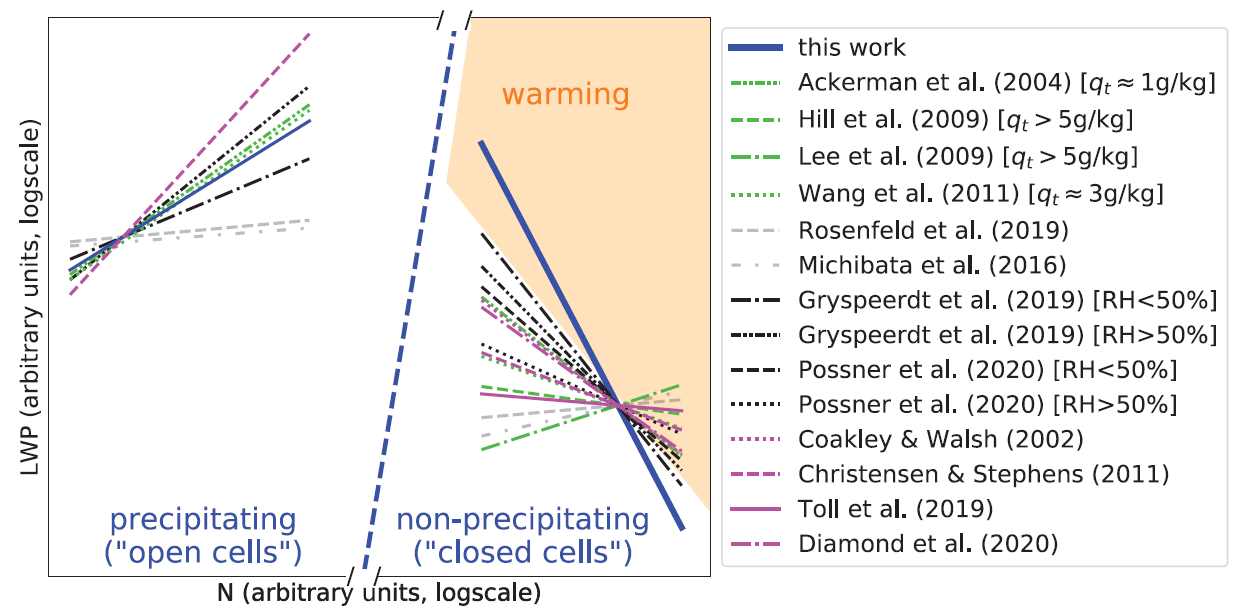 warming
LWP (arbitrary units, logscale)
precipitating
("open cells")
non-precipitating
("closed cells")
N (arbitrary units, logscale)
this work
Ackerman et al. (2004) [qt ≈ 1g/kg]
Hill et al. (2009) [qt > 5g/kg]
Lee et al. (2009) [qt > 5g/kg]
Wang et al. (2011) [qt ≈ 3g/kg]
Rosenfeld et al. (2019)
Michibata et al. (2016)
Gryspeerdt et al. (2019) [RH<50%]
Gryspeerdt et al. (2019) [RH>50%]
Possner et al. (2020) [RH<50%]
Possner et al. (2020) [RH>50%]
Coakley & Walsh (2002)
Christensen & Stephens (2011)
Toll et al. (2019)
Diamond et al. (2020)